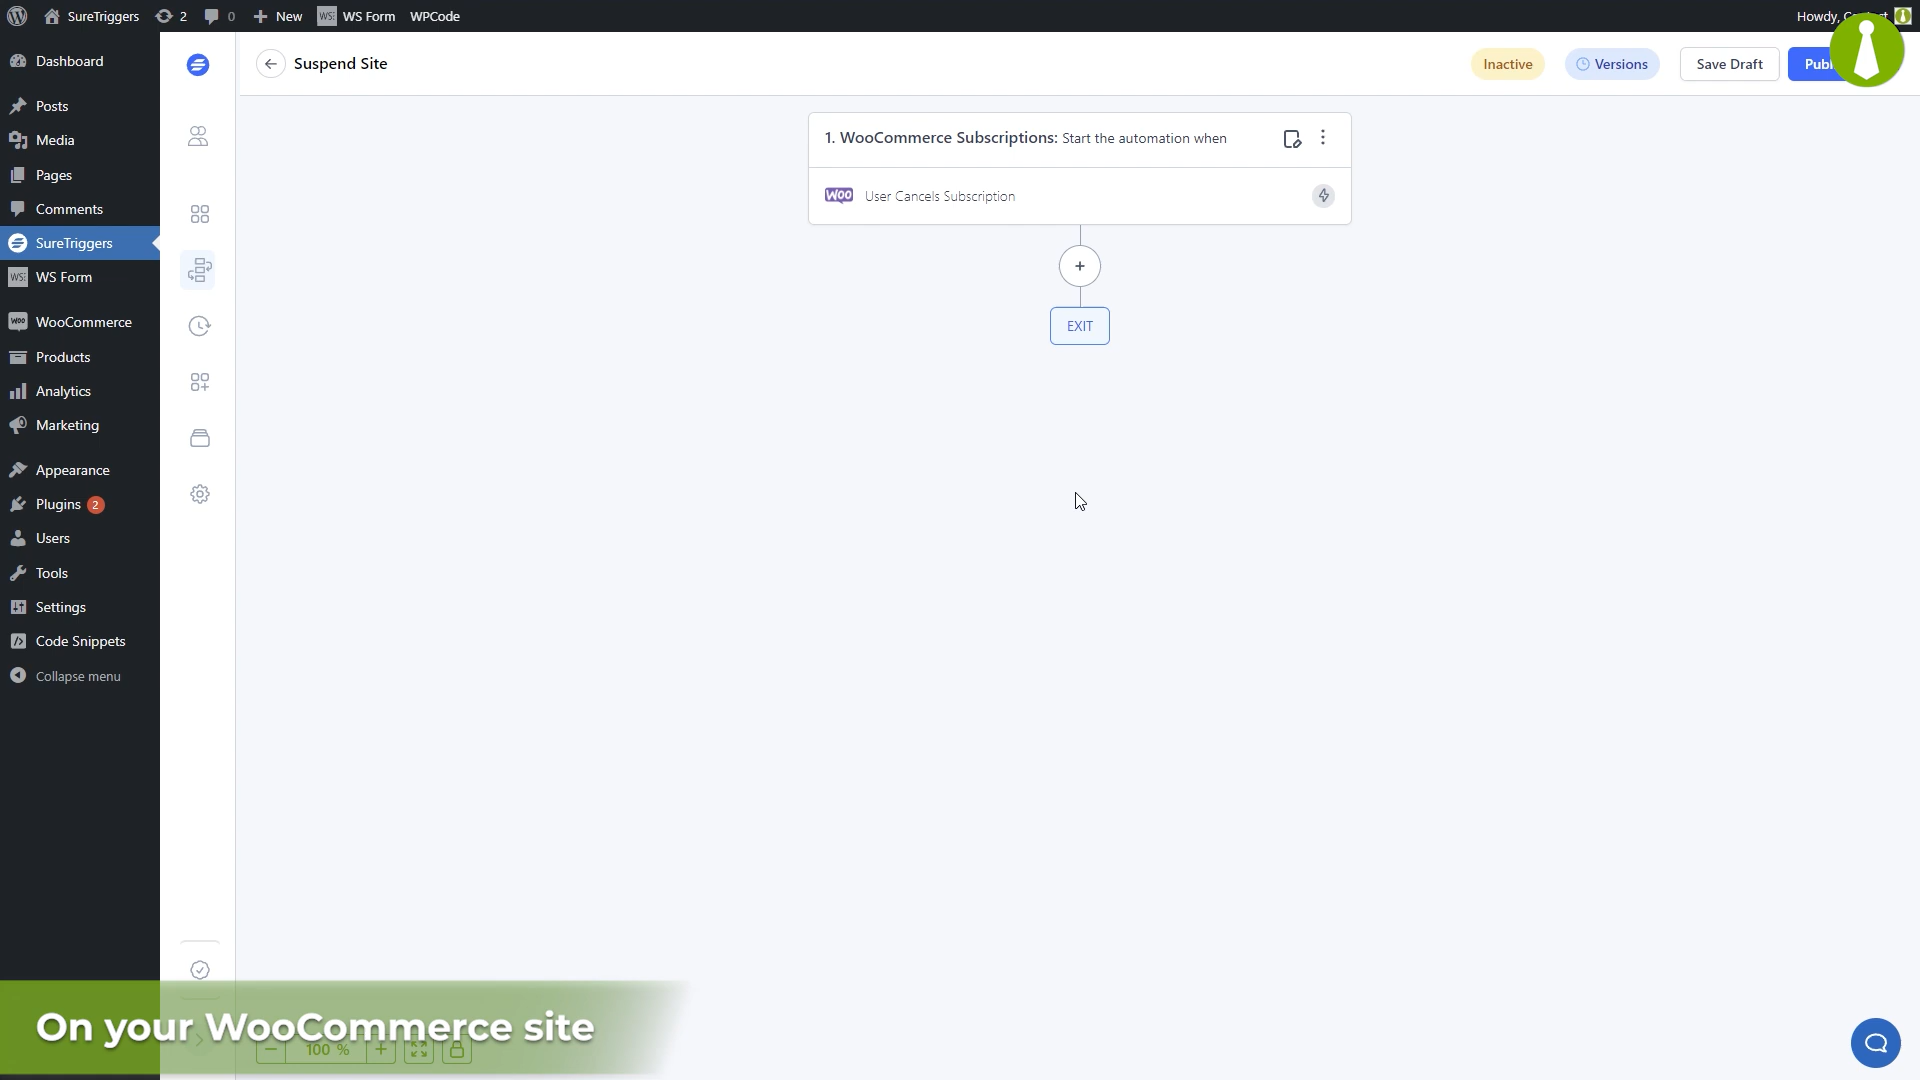 SureTriggers
2
0
New
WS Form
WPCode
Howdy,
Dashboard
Posts
Media
Pages
Comments
SureTriggers
WS Form
WooCommerce
Products
Analytics
Marketing
Appearance
Plugins 2
Users
Tools
Settings
Code Snippets
Collapse menu
Suspend Site
Inactive
Versions
Save Draft
1. WooCommerce Subscriptions: Start the automation when
Woo User Cancels Subscription
+
EXIT
On your WooCommerce site
− 100 % +